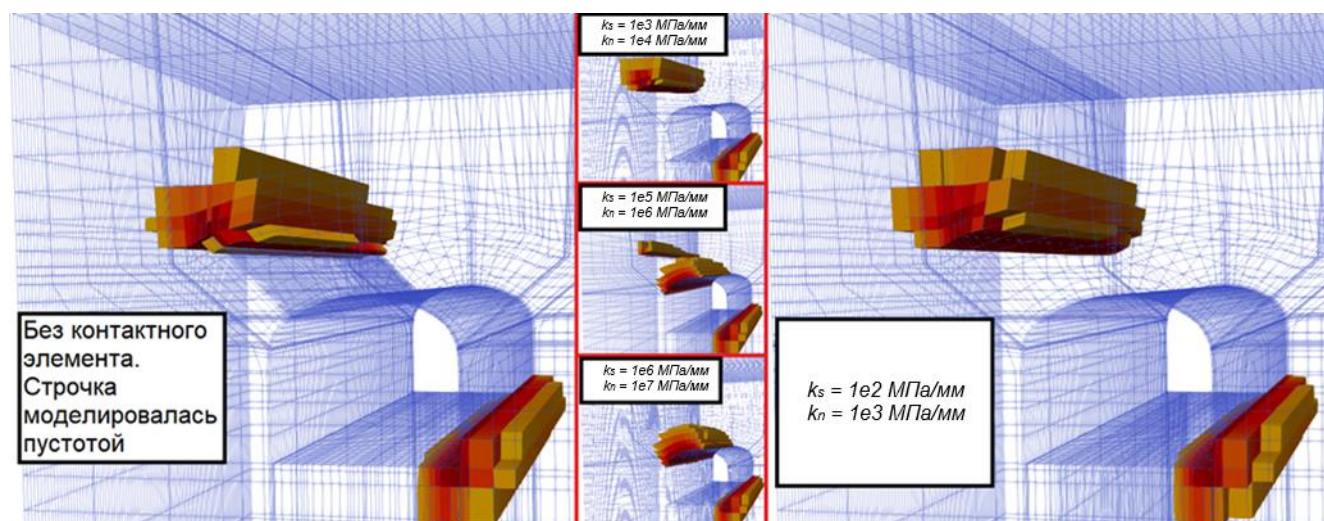 Без контактного
элемента.
Строчка
моделировалась
пустотой
ks = 1e3 МПа/мм
kn = 1e4 МПа/мм
ks = 1e5 МПа/мм
kn = 1e6 МПа/мм
ks = 1e6 МПа/мм
kn = 1e7 МПа/мм
ks = 1e2 МПа/мм
kn = 1e3 МПа/мм